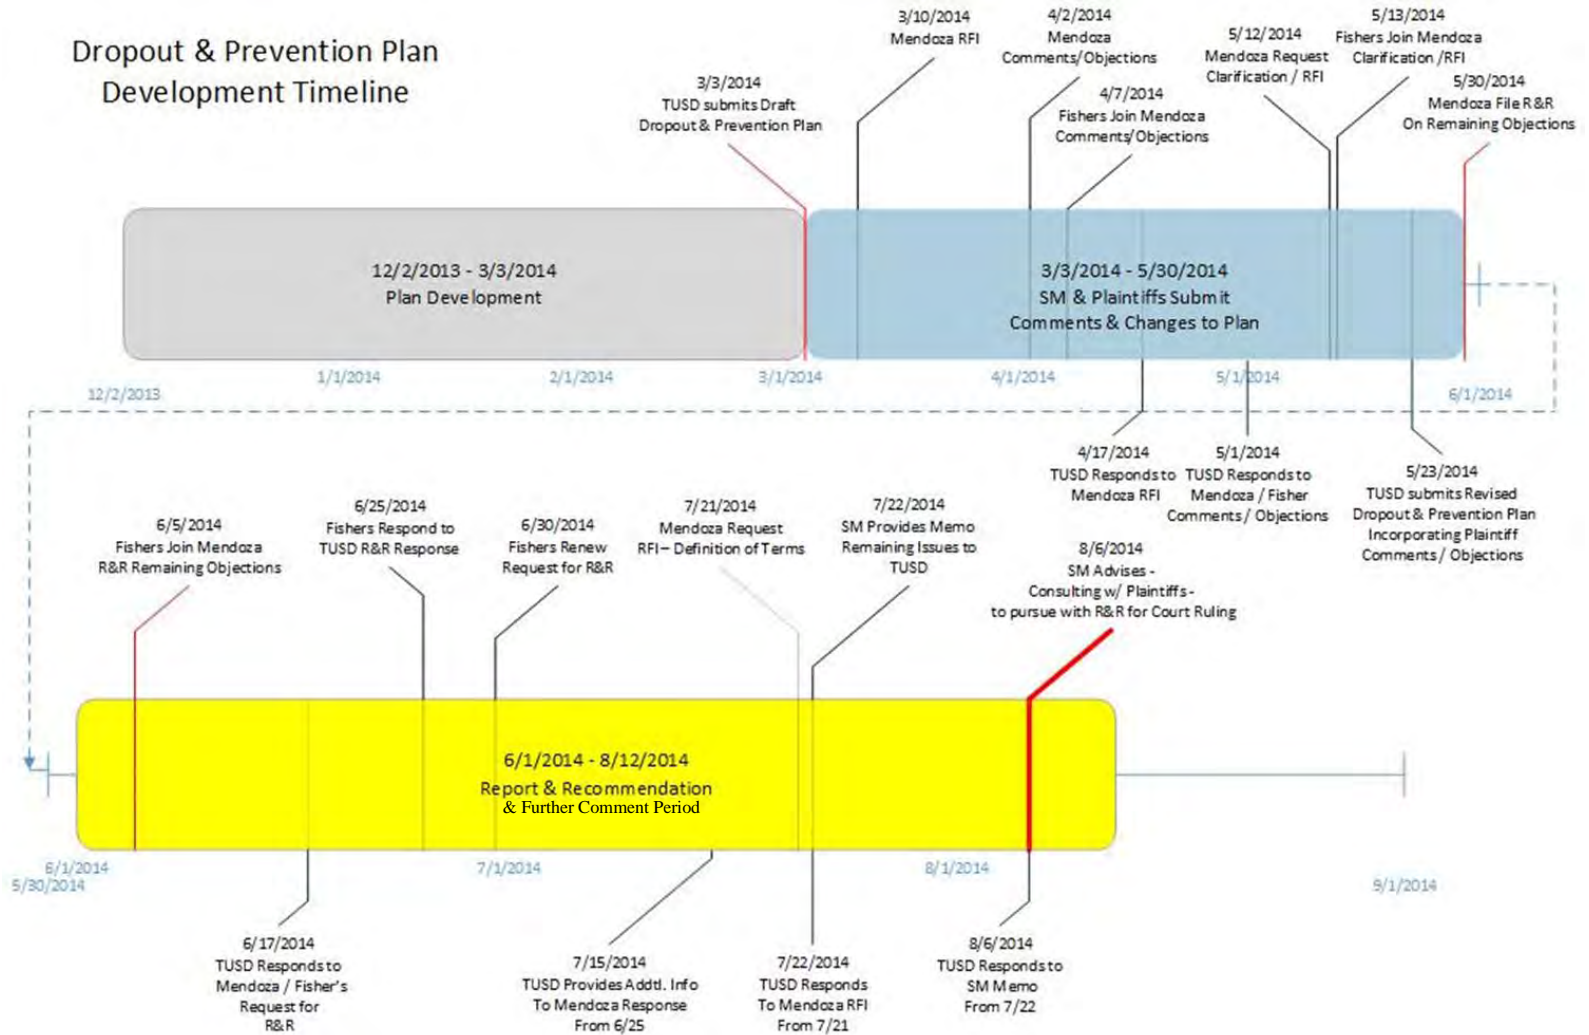 Dropout & Prevention Plan
Development Timeline
3/3/2014
TUSD submits Draft
Dropout & Prevention Plan
3/10/2014
Mendoza RFI
4/2/2014
Mendoza
Comments/Objections
4/7/2014
Fishers Join Mendoza
Comments/Objections
5/12/2014
Mendoza Request
Clarification / RFI
5/13/2014
Fishers Join Mendoza
Clarification /RFI
5/30/2014
Mendoza File R&R
On Remaining Objections
12/2/2013 - 3/3/2014
Plan Development
3/3/2014 - 5/30/2014
SM & Plaintiffs Submit
Comments & Changes to Plan
12/2/2013
1/1/2014
2/1/2014
3/1/2014
4/1/2014
5/1/2014
6/1/2014
4/17/2014
TUSD Responds to
Mendoza RFI
5/1/2014
TUSD Responds to
Mendoza / Fisher
Comments / Objections
5/23/2014
TUSD submits Revised
Dropout & Prevention Plan
Incorporating Plaintiff
Comments / Objections
6/5/2014
Fishers Join Mendoza
R&R Remaining Objections
6/25/2014
Fishers Respond to
TUSD R&R Response
6/30/2014
Fishers Renew
Request for R&R
7/21/2014
Mendoza Request
RFI – Definition of Terms
7/22/2014
SM Provides Memo
Remaining Issues to
TUSD
8/6/2014
SM Advises -
Consulting w/ Plaintiffs -
to pursue with R&R for Court Ruling
6/1/2014 - 8/12/2014
Report & Recommendation
& Further Comment Period
6/1/2014
5/30/2014
7/1/2014
8/1/2014
9/1/2014
6/17/2014
TUSD Responds to
Mendoza / Fisher's
Request for
R&R
7/15/2014
TUSD Provides Addtl. Info
To Mendoza Response
From 6/25
7/22/2014
TUSD Responds
To Mendoza RFI
From 7/21
8/6/2014
TUSD Responds to
SM Memo
From 7/22